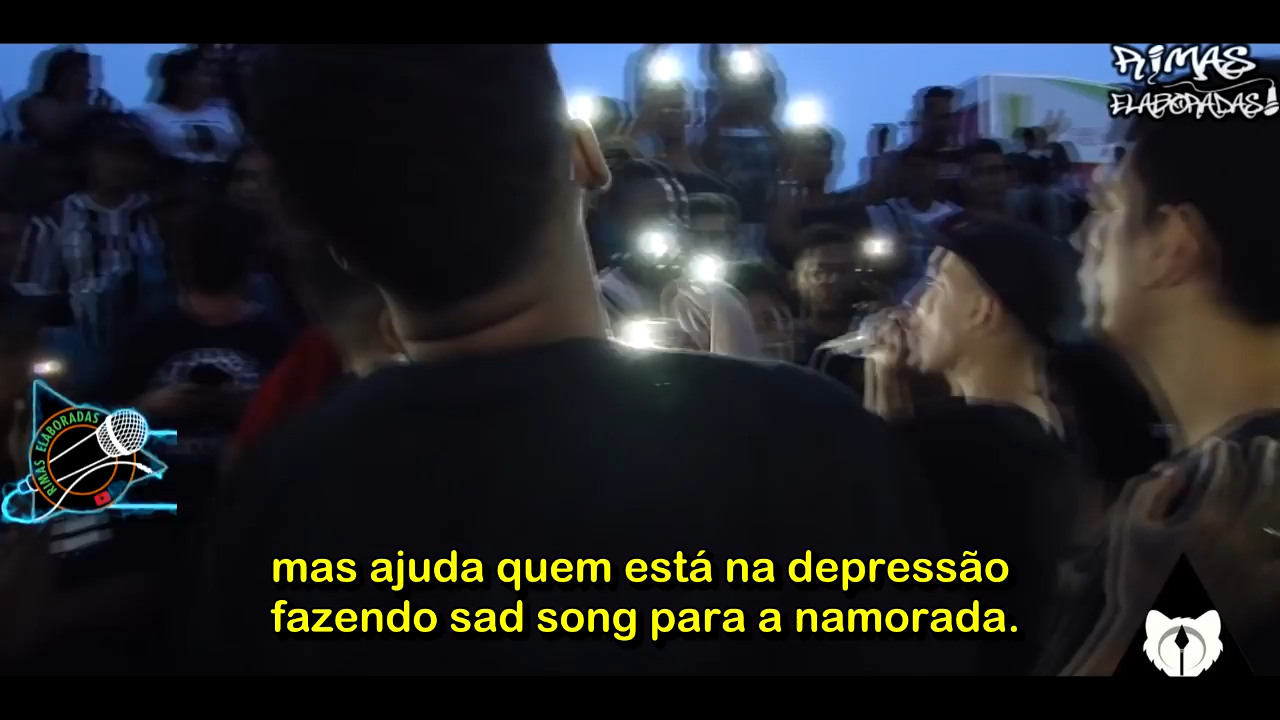 RIMAS
ELABORADAS!
RIMAS ELABORADAS
mas ajuda quem está na depressão
fazendo sad song para a namorada.